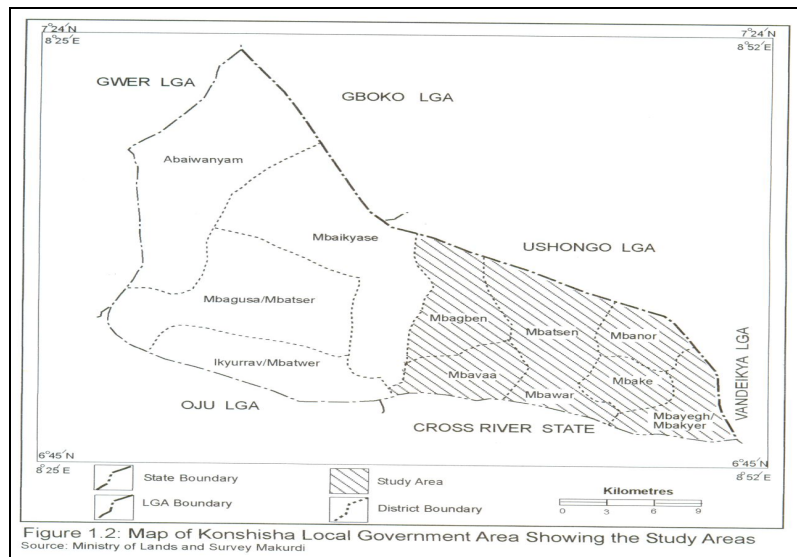 7°24'N
8°25'E
7°24'N
8°52'E
GWER LGA
GBOKO LGA
Abaiwanyam
Mbaikyase
USHONGO LGA
Mbagusa/Mbatser
Mbagben
Mbatsen
Mbanor
VANDEIKYA LGA
Ikyurrav/Mbatwer
Mbavaa
Mbake
Mbawar
OJU LGA
Mbayegh/
Mbakyer
CROSS RIVER STATE
6°45'N
8°25'E
6°45'N
8°52'E
State Boundary
Study Area
LGA Boundary
District Boundary
Kilometres
0 3 6 9
Figure 1.2: Map of Konshisha Local Government Area Showing the Study Areas
Source: Ministry of Lands and Survey Makurdi